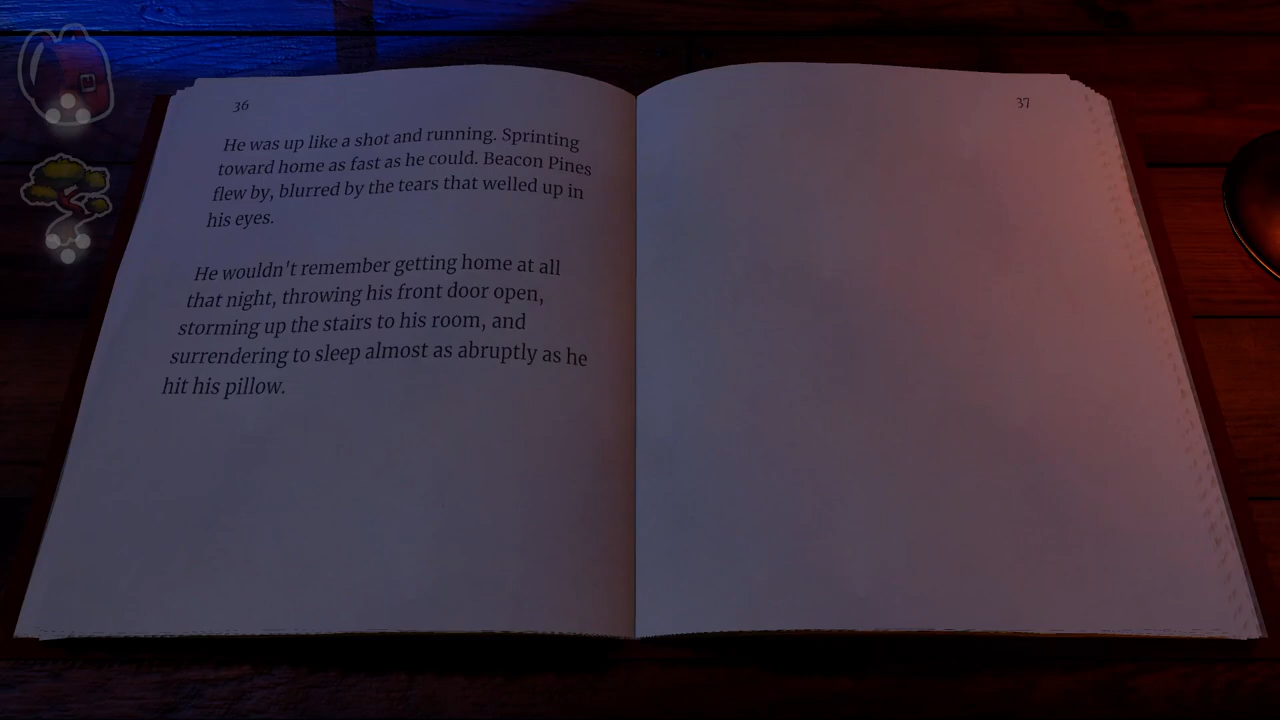 36
He was up like a shot and running. Sprinting
toward home as fast as he could. Beacon Pines
flew by, blurred by the tears that welled up in
his eyes.
He wouldn't remember getting home at all
that night, throwing his front door open,
storming up the stairs to his room, and
surrendering to sleep almost as abruptly as he
hit his pillow.
37